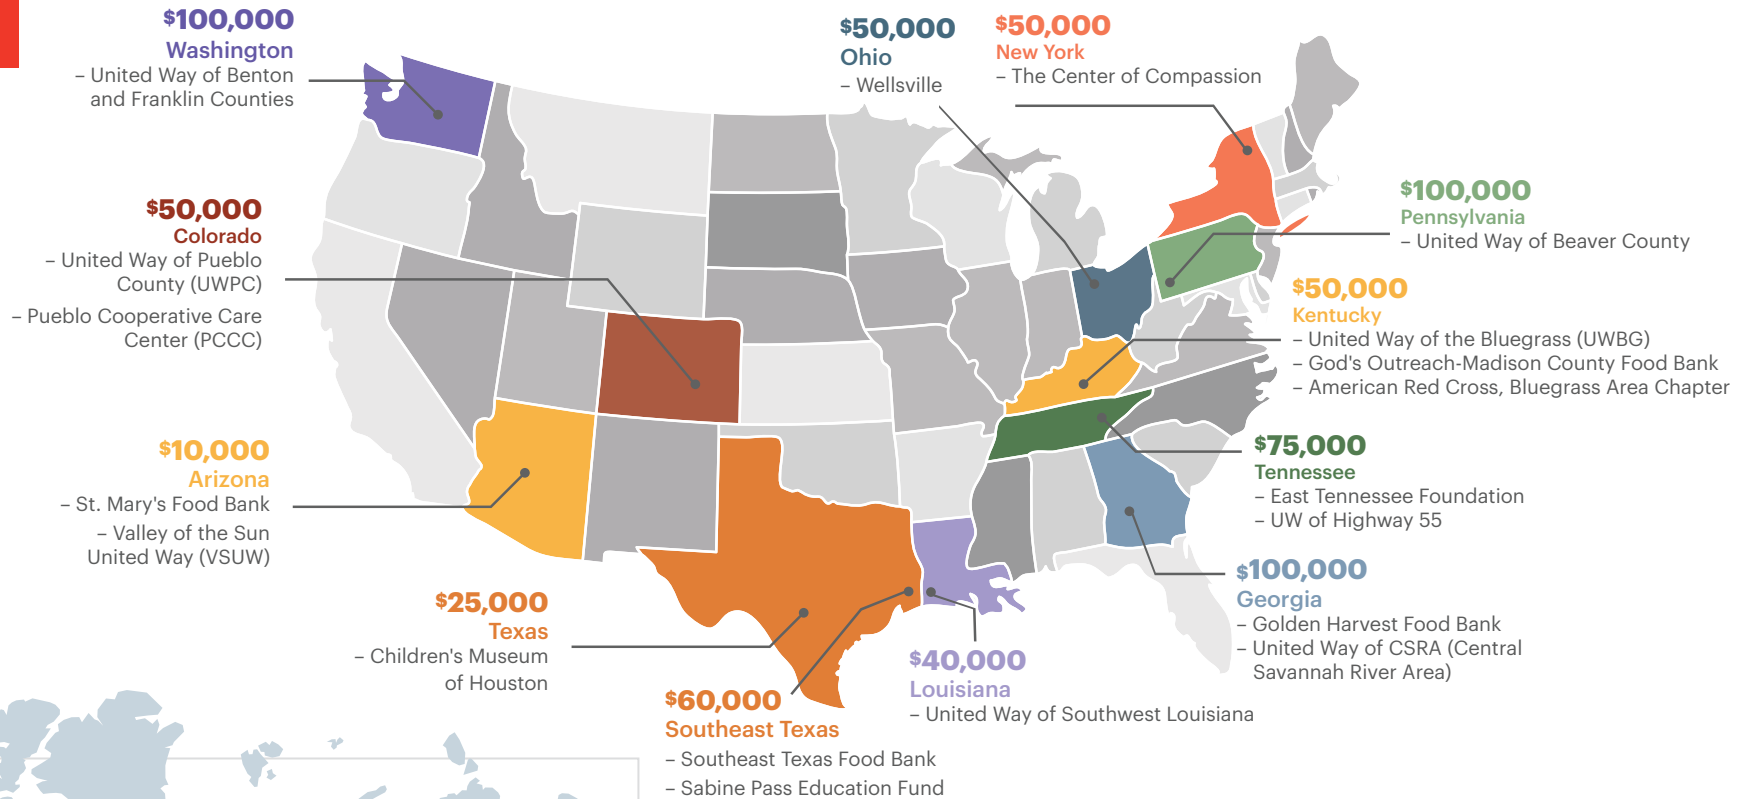 $100,000
Washington
– United Way of Benton
and Franklin Counties
$50,000
Ohio
– Wellsville
$50,000
New York
– The Center of Compassion
$50,000
Colorado
– United Way of Pueblo
County (UWPC)
– Pueblo Cooperative Care
Center (PCCC)
$100,000
Pennsylvania
– United Way of Beaver County
$50,000
Kentucky
– United Way of the Bluegrass (UWBG)
– God's Outreach-Madison County Food Bank
– American Red Cross, Bluegrass Area Chapter
$10,000
Arizona
– St. Mary's Food Bank
– Valley of the Sun
United Way (VSUW)
$75,000
Tennessee
– East Tennessee Foundation
– UW of Highway 55
$100,000
Georgia
– Golden Harvest Food Bank
– United Way of CSRA (Central
Savannah River Area)
$25,000
Texas
– Children's Museum
of Houston
$40,000
Louisiana
– United Way of Southwest Louisiana
$60,000
Southeast Texas
– Southeast Texas Food Bank
– Sabine Pass Education Fund